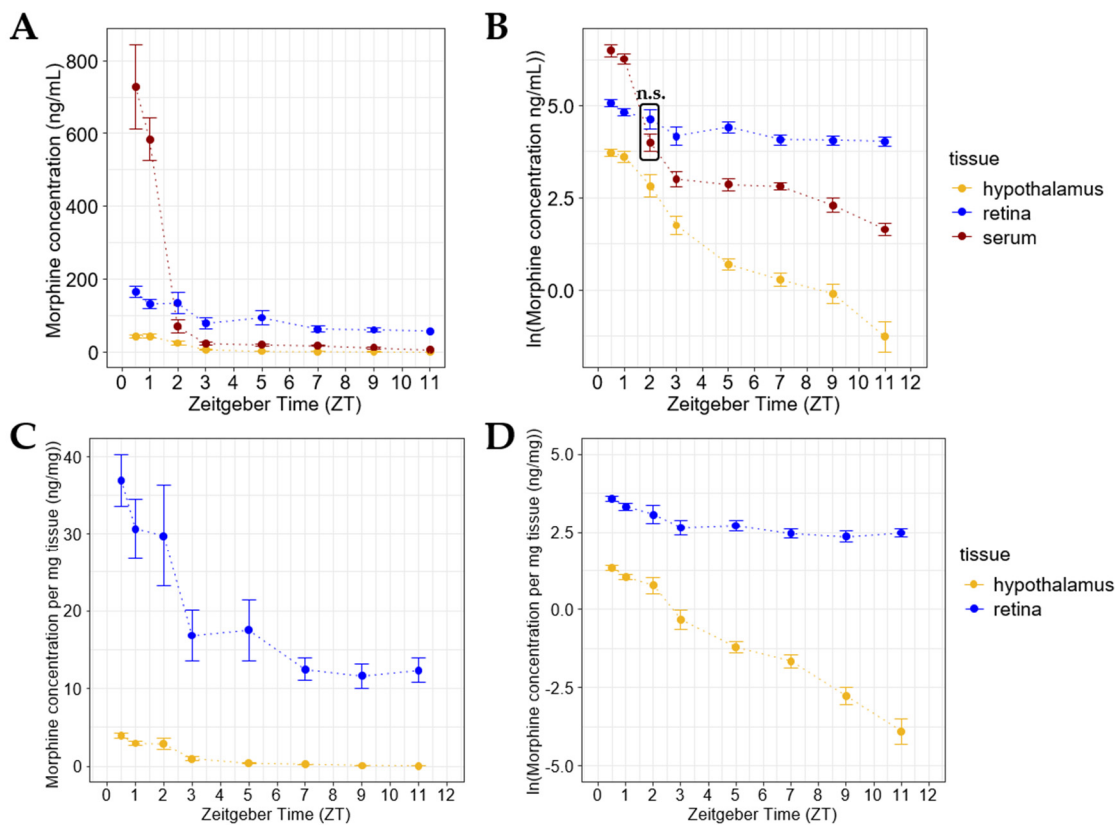 A
Morphine concentration (ng/mL)
800
600
400
200
0
0 1 2 3 4 5 6 7 8 9 10 11
Zeitgeber Time (ZT)
B
ln(Morphine concentration ng/mL))
5.0
2.5
0.0
n.s.
0 1 2 3 4 5 6 7 8 9 10 11 12
Zeitgeber Time (ZT)
tissue
hypothalamus
retina
serum
C
Morphine concentration per mg tissue (ng/mg))
40
30
20
10
0
0 1 2 3 4 5 6 7 8 9 10 11 12
Zeitgeber Time (ZT)
D
ln(Morphine concentration per mg tissue (ng/mg))
5.0
2.5
0.0
-2.5
-5.0
0 1 2 3 4 5 6 7 8 9 10 11 12
Zeitgeber Time (ZT)
tissue
hypothalamus
retina